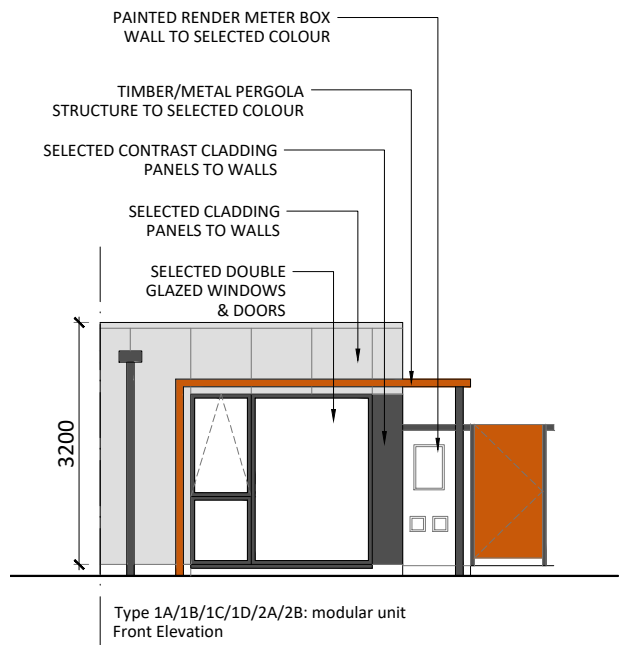 PAINTED RENDER METER BOX
WALL TO SELECTED COLOUR
TIMBER/METAL PERGOLA
STRUCTURE TO SELECTED COLOUR
SELECTED CONTRAST CLADDING
PANELS TO WALLS
SELECTED CLADDING
PANELS TO WALLS
SELECTED DOUBLE
GLAZED WINDOWS
& DOORS
3200
Type 1A/1B/1C/1D/2A/2B: modular unit
Front Elevation